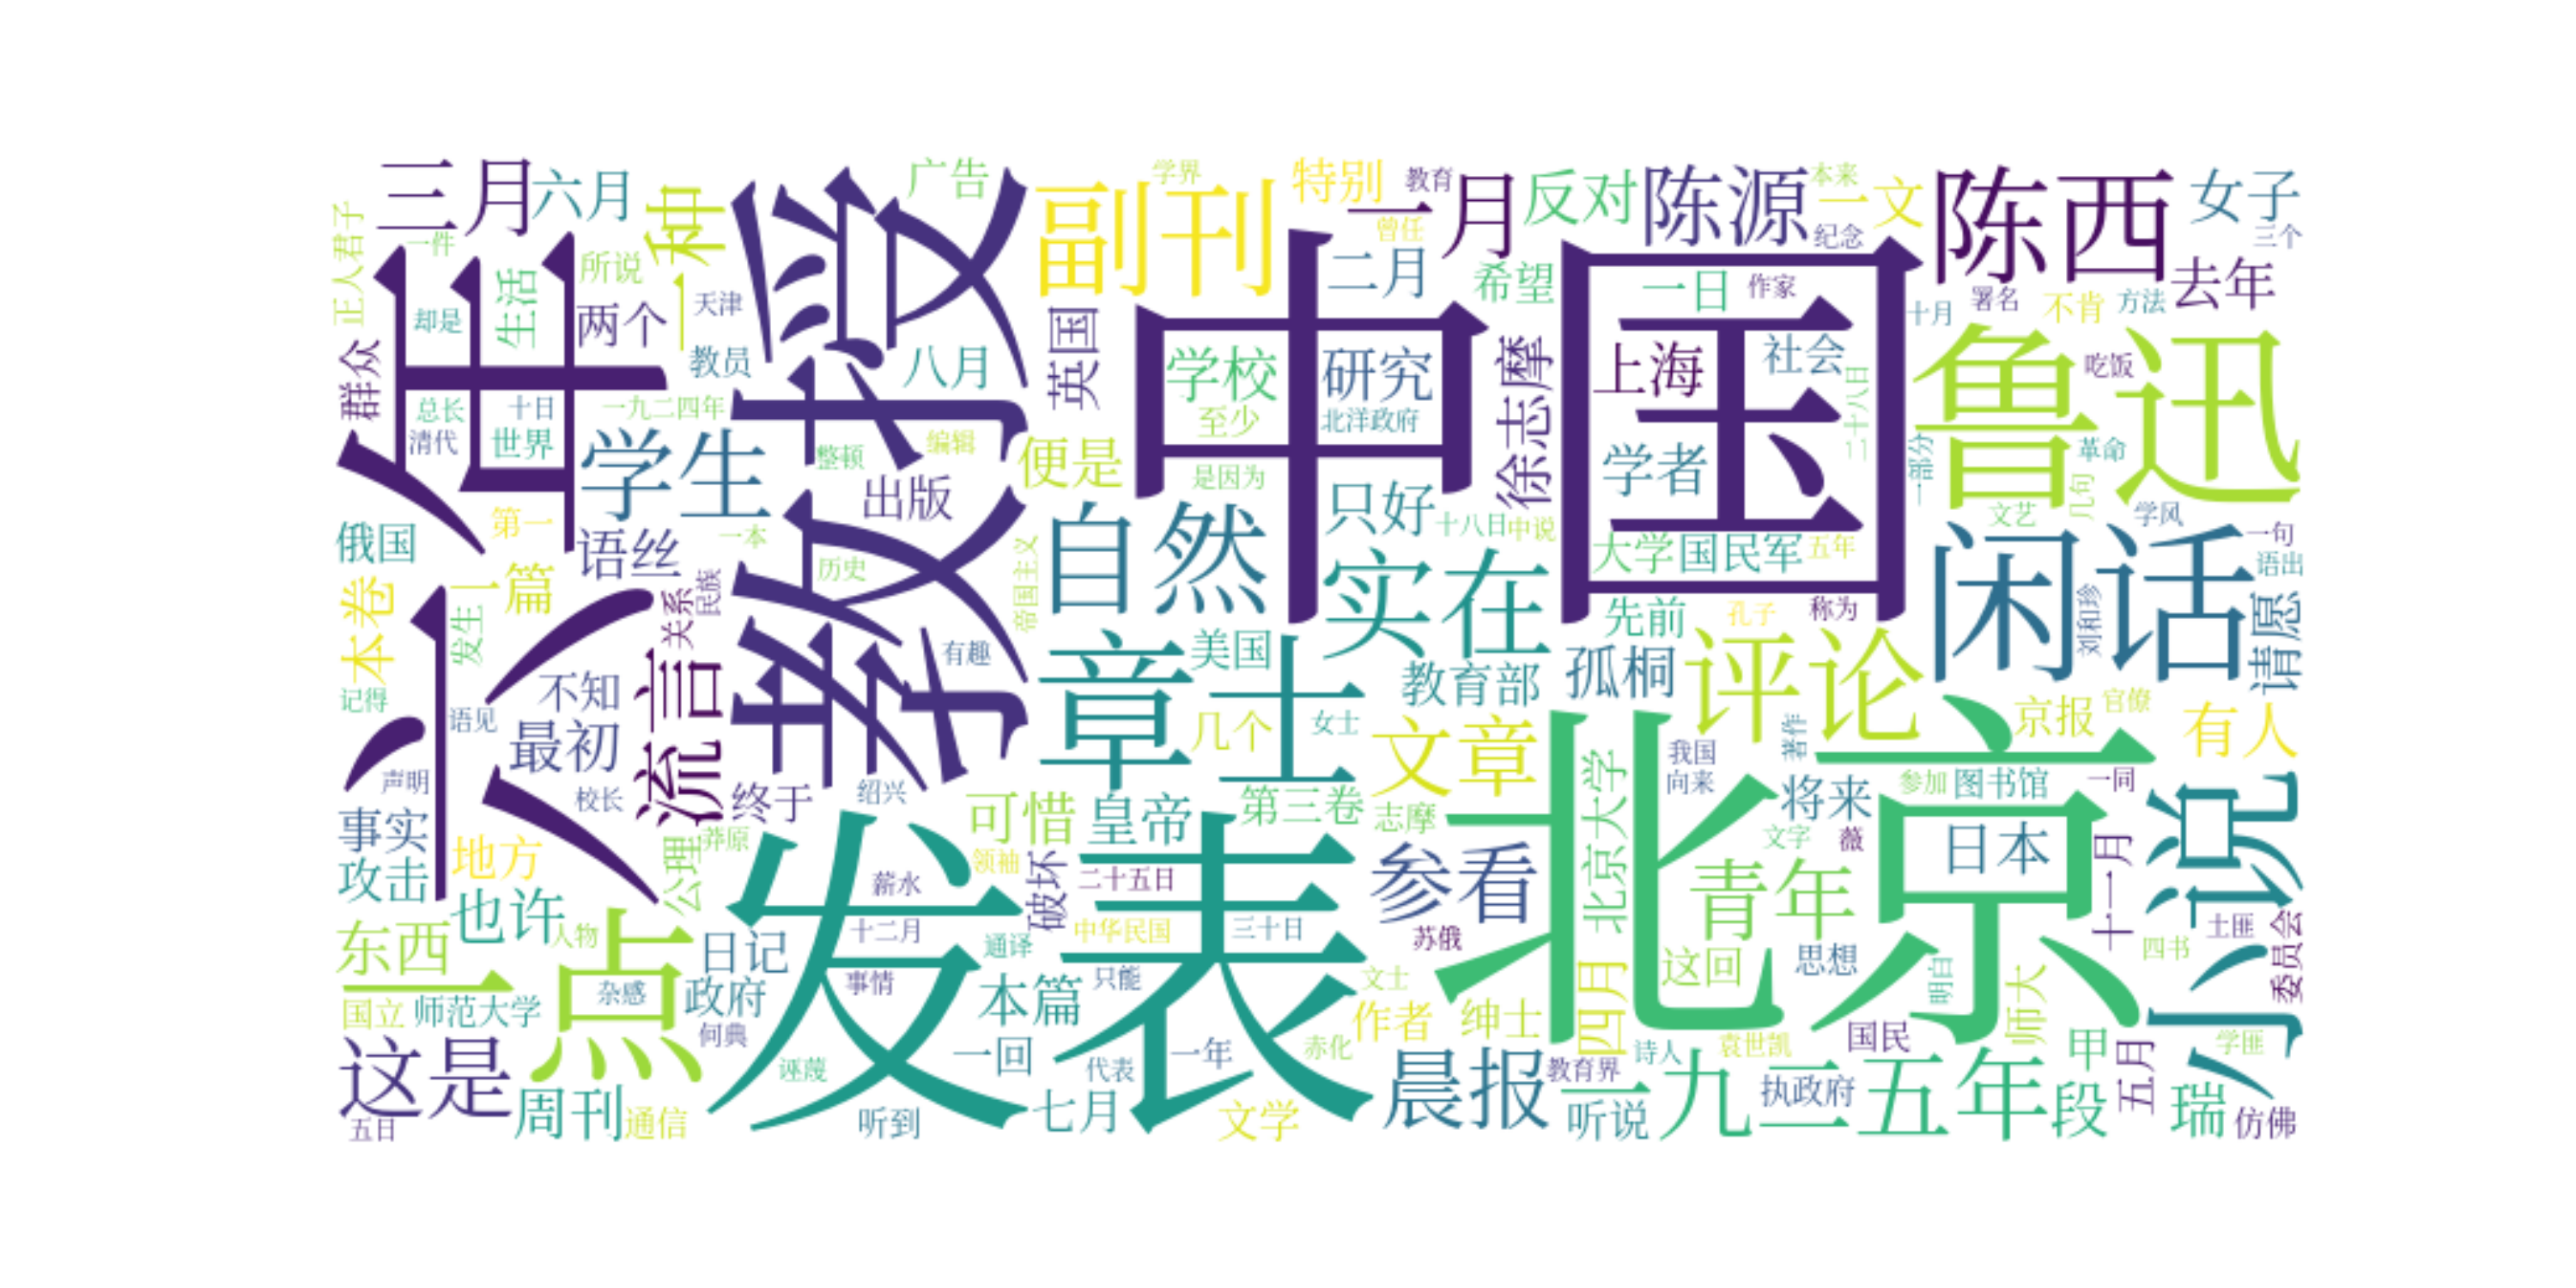 三月
六月
一种
教授
广告
副刊
学界
特别
教育
一月
反对
陈源
本来
一文
陈西
女子
正人君子
一件
所说
生活
天津
曾任
二月
希望
纪念
三个
去年
一个
一生
却是
两个
教员
八月
英国
中国
学校
研究
徐志摩
一日
作家
上海
社会
十月
署名
不肯
方法
鲁迅
吃饭
群众
总长
十日
一九二四年
清代
世界
学生
整顿
编辑
便是
至少
北洋政府
学者
二十八日
一部分
革命
出版
是因为
几句
俄国
第一
语丝
一本
自然
只好
十八日
中说
大学
国民军
五年
文艺
学风
一句
语出
闲话
历史
帝国主义
实在
本卷
一篇
发生
关系
民族
先前
孔子
称为
刘和珍
请愿
记得
语见
不知
流言
有趣
章士
美国
教育部
孤桐
评论
京报
官僚
有人
最初
几个
女士
文章
北京
我国
著作
声明
校长
终于
绍兴
向来
将来
参加
图书馆
一同
小说
事实
可惜
皇帝
第三卷
志摩
北京大学
文字
薇
日本
十一月
攻击
地方
公理
莽原
领袖
发表
薪水
破坏
二十五日
参看
青年
东西
也许
人物
一点
日记
十二月
通译
中华民国
三十日
苏俄
这回
思想
明白
师大
四书
土匪
委员会
国立
师范大学
杂感
政府
事情
本篇
只能
文士
作者
绅士
四月
何典
这是
一回
代表
一年
赤化
晨报
教育界
诗人
袁世凯
国民
甲
五月
学匪
五日
周刊
通信
诬蔑
听到
七月
文学
听说
一九二五年
执政府
段
瑞
仿佛